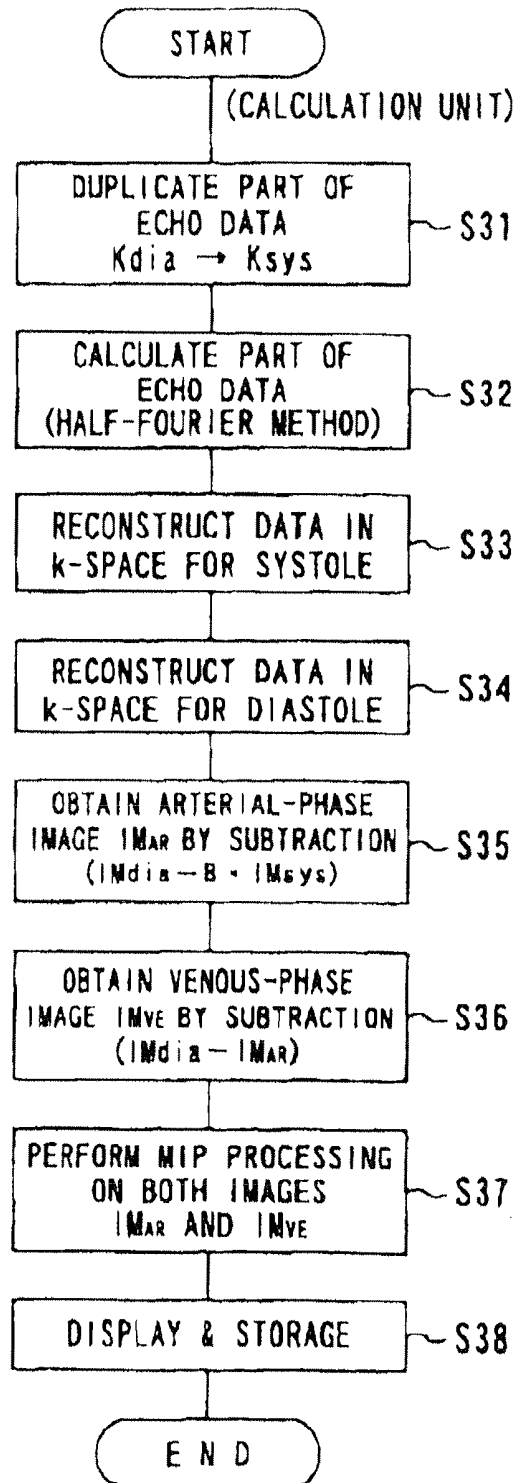 START
(CALCULATION UNIT)
DUPLICATE PART OF
ECHO DATA
Kdia → Ksys
S31
CALCULATE PART OF
ECHO DATA
(HALF-FOURIER METHOD)
S32
RECONSTRUCT DATA IN
k-SPACE FOR SYSTOLE
S33
RECONSTRUCT DATA IN
k-SPACE FOR DIASTOLE
S34
OBTAIN ARTERIAL-PHASE
IMAGE IMAR BY SUBTRACTION
(IMdia - B · IMsys)
S35
OBTAIN VENOUS-PHASE
IMAGE IMVE BY SUBTRACTION
(IMdia - IMAR)
S36
PERFORM MIP PROCESSING
ON BOTH IMAGES
IMAR AND IMVE
S37
DISPLAY & STORAGE
S38
END